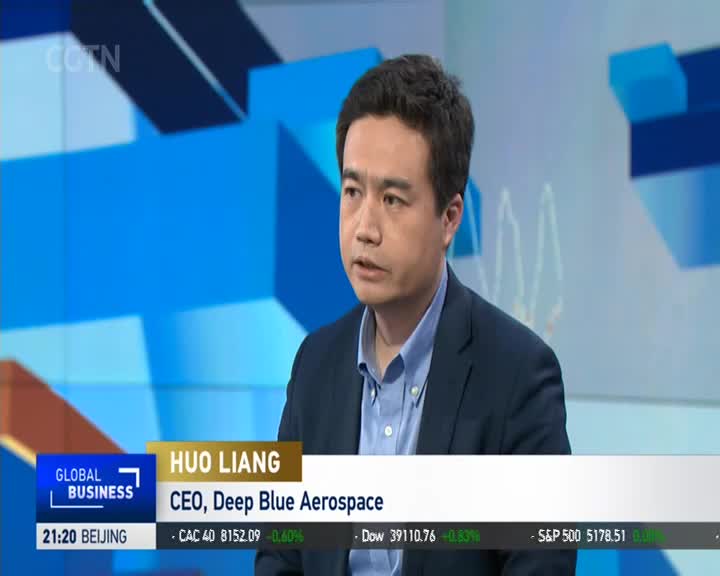 CGTN
HUO LIANG
GLOBAL
BUSINESS
CEO, Deep Blue Aerospace
21:20 BEIJING
· CAC 40 8152.09 -0.60% · Dow 39110.76 +0.83% · S&P 500 5178.51